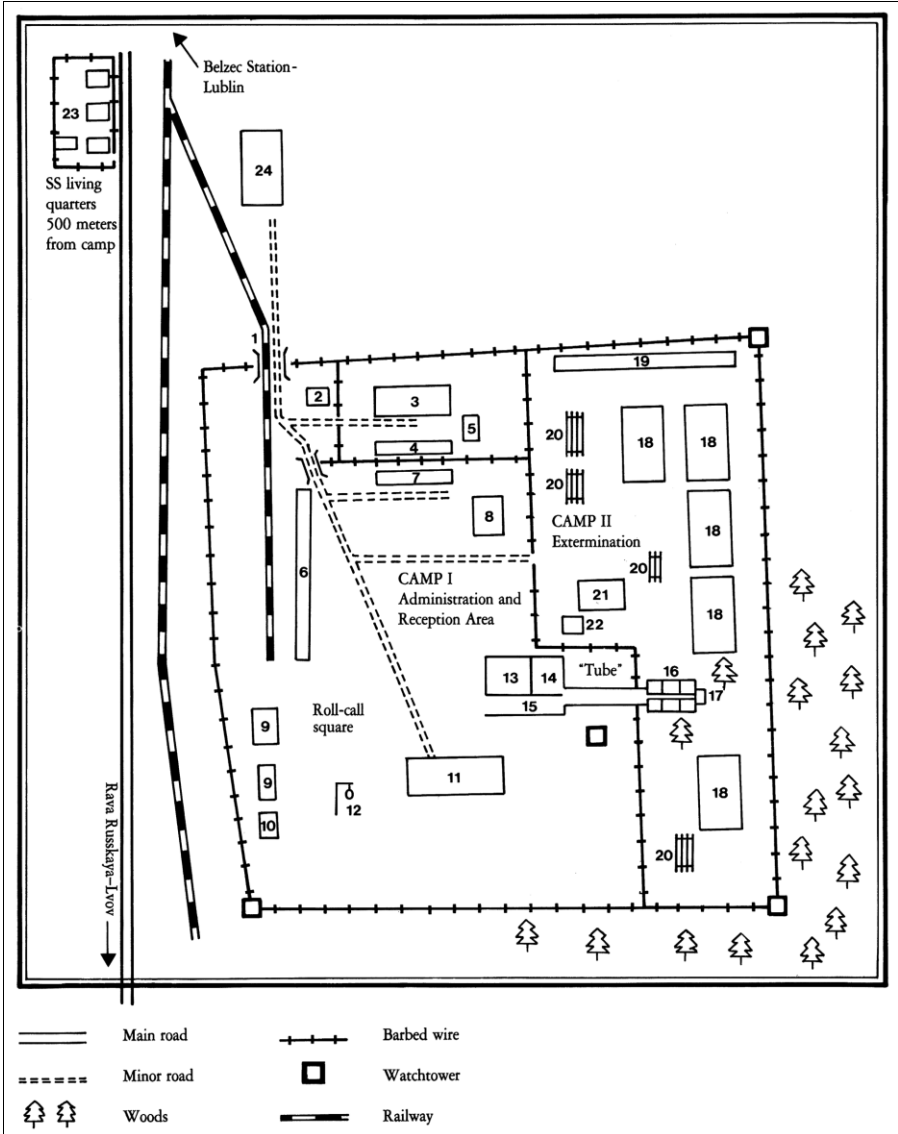 Belzec Station-
Lublin
23
24
SS living
quarters
500 meters
from camp
1
19
2
3
5
20
18
18
4
20
7
8
CAMP II
Extermination
18
6
20
CAMP I
Administration and
Reception Area
21
22
18
13
14
"Tube"
16
17
15
Roll-call
square
9
11
9
O
12
18
10
20
Rava Russkaya–Lvov
Main road
Barbed wire
Minor road
Watchtower
Woods
Railway